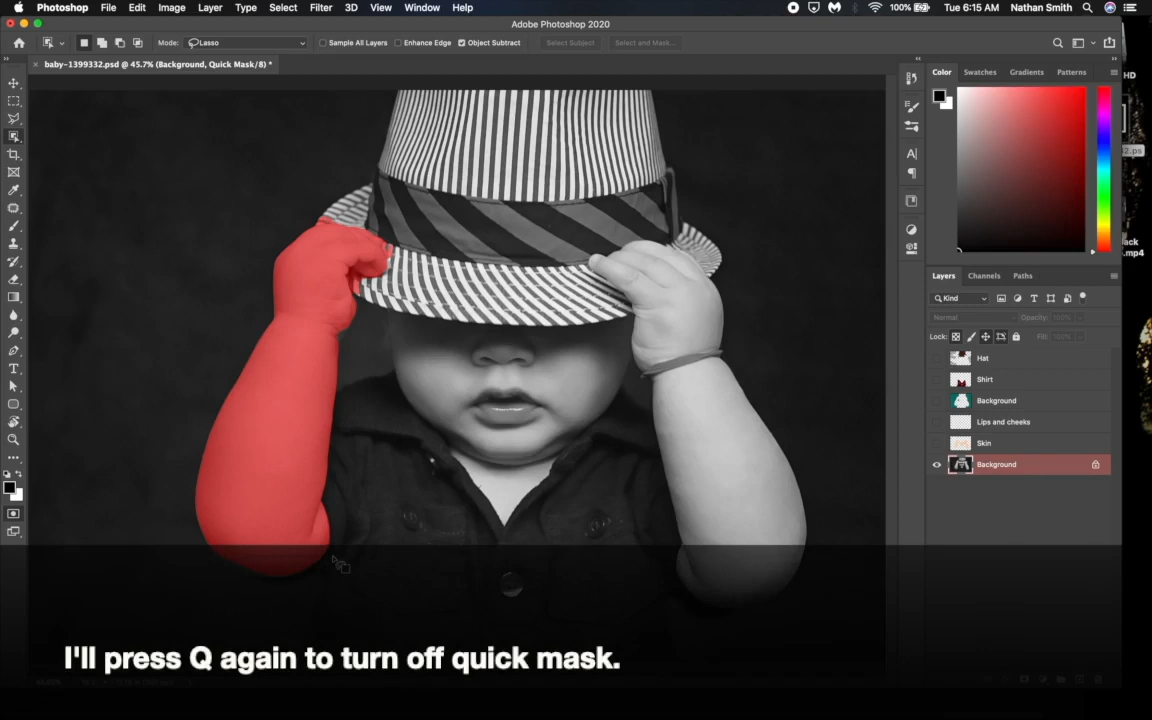 Photoshop File Edit Image Layer Type Select Filter 3D View Window Help 100% Tue 6:15 AM Nathan Smith
Adobe Photoshop 2020
Mode: Lasso Sample All Layers Enhance Edge Object Subtract Select Subject Select and Mask...
baby-1399332.psd @ 45.7% (Background, Quick Mask/8) *
Color Swatches Gradients Patterns
HD
Layers Channels Paths
Kind
Normal Opacity: 100%
Lock: Fill: 100%
Hat
Shirt
Background
Lips and cheeks
Skin
Background
I'll press Q again to turn off quick mask.